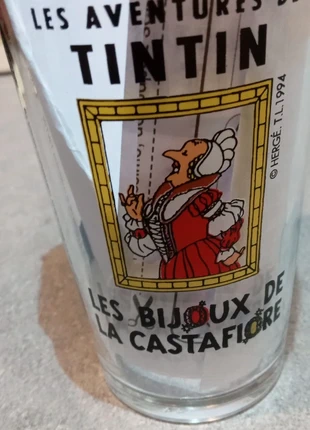 LES AVENTURES DE
TINTIN
© HERGÉ. T.L. 1994
LES BIJOUX DE
LA CASTAFIORE